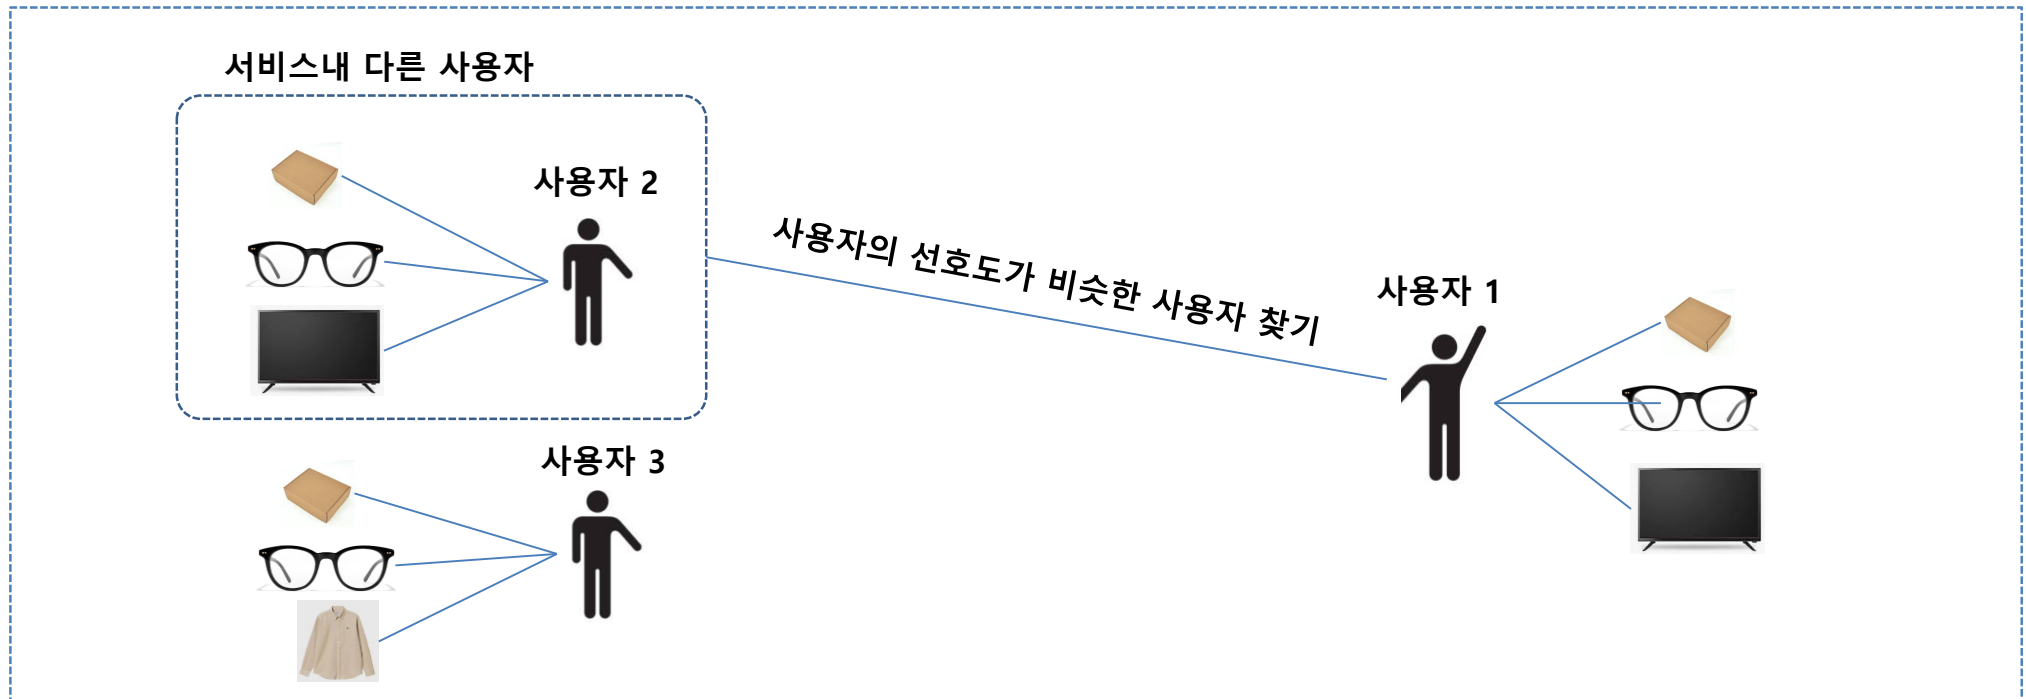 서비스내 다른 사용자
사용자 2
사용자의 선호도가 비슷한 사용자 찾기
사용자 1
사용자 3